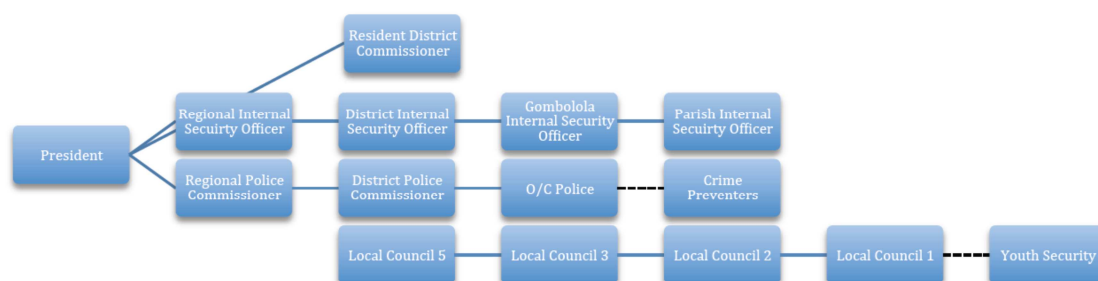 Resident District
Commissioner
Regional Internal
Secuirty Officer
District Internal
Security Officer
Gombolola
Internal Security
Officer
Parish Internal
Secuirty Officer
President
Regional Police
Commissioner
District Police
Commissioner
O/C Police
Crime
Preventers
Local Council 5
Local Council 3
Local Council 2
Local Council 1
Youth Security